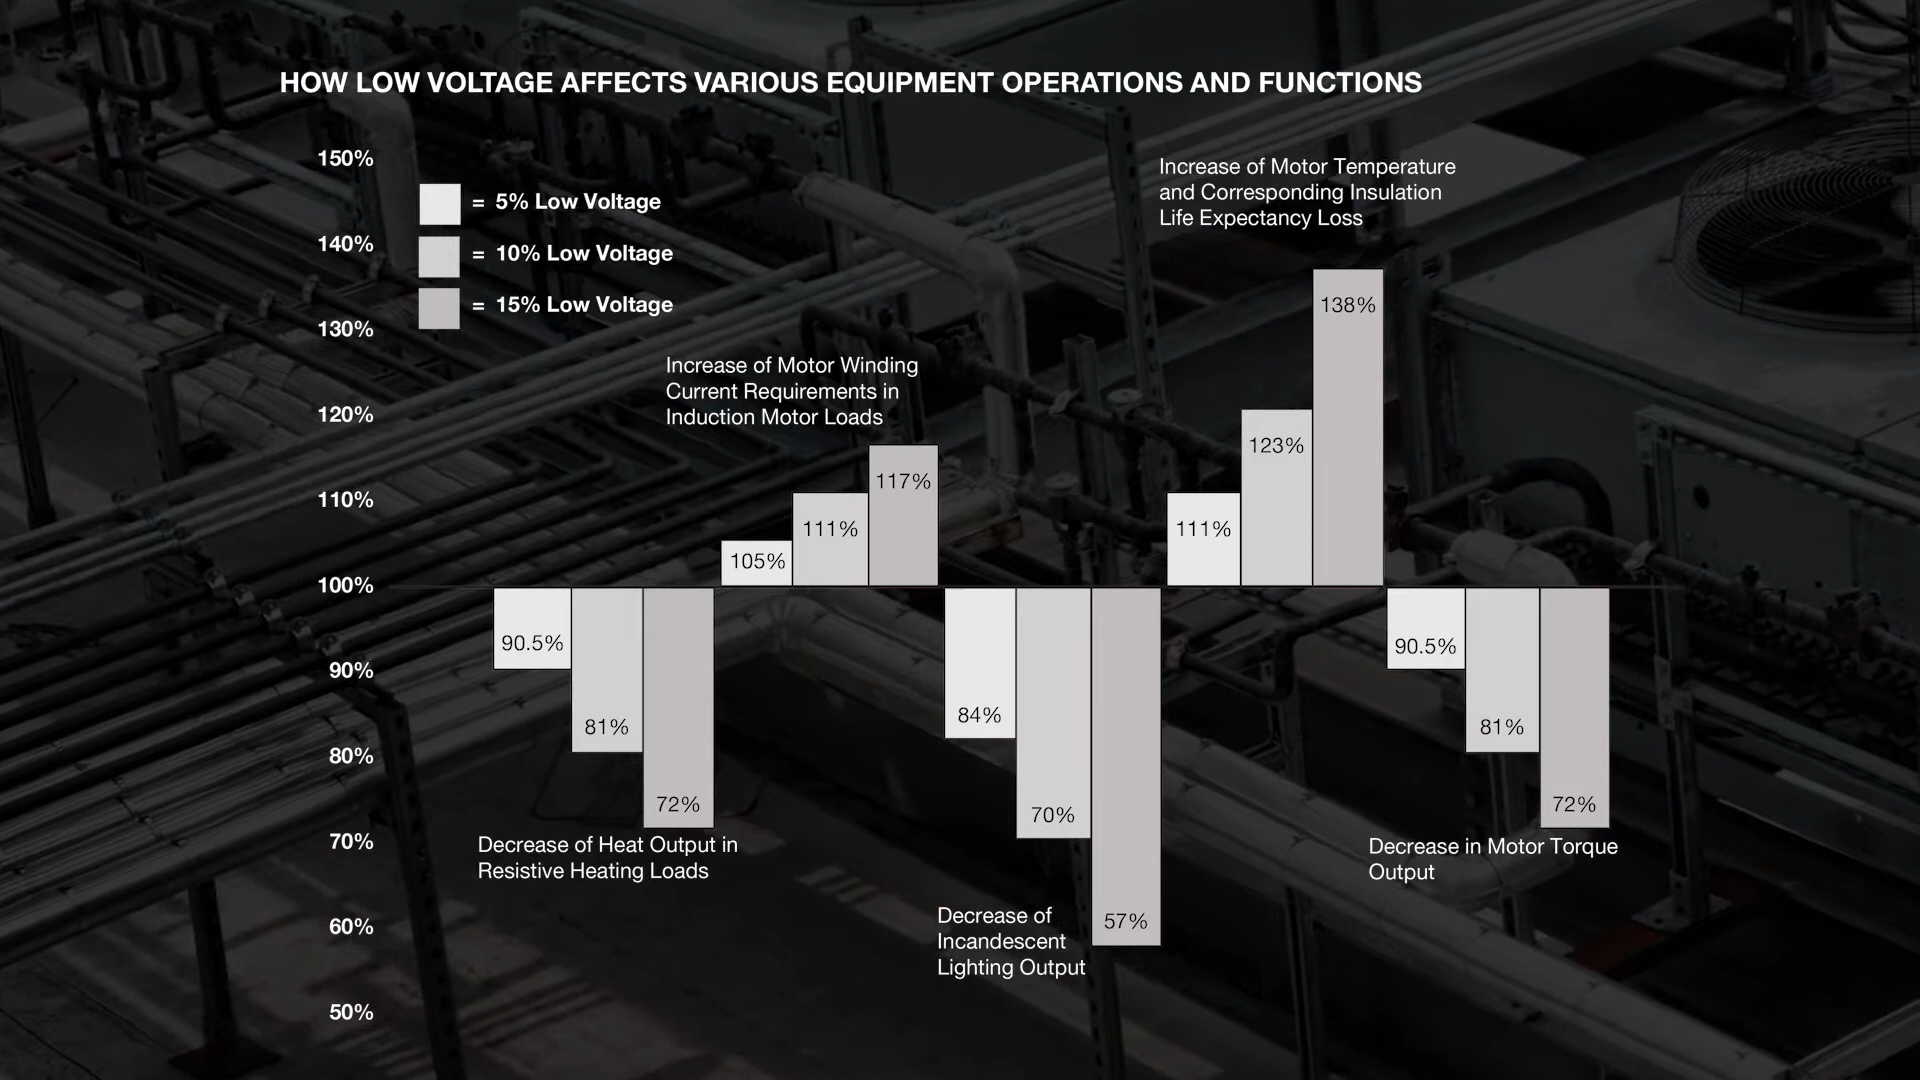 HOW LOW VOLTAGE AFFECTS VARIOUS EQUIPMENT OPERATIONS AND FUNCTIONS
150%
140%
130%
120%
110%
100%
90%
80%
70%
60%
50%
= 5% Low Voltage
= 10% Low Voltage
= 15% Low Voltage
90.5%
81%
72%
Decrease of Heat Output in
Resistive Heating Loads
Increase of Motor Winding
Current Requirements in
Induction Motor Loads
105%
111%
117%
84%
70%
57%
Decrease of
Incandescent
Lighting Output
Increase of Motor Temperature
and Corresponding Insulation
Life Expectancy Loss
111%
123%
138%
90.5%
81%
72%
Decrease in Motor Torque
Output